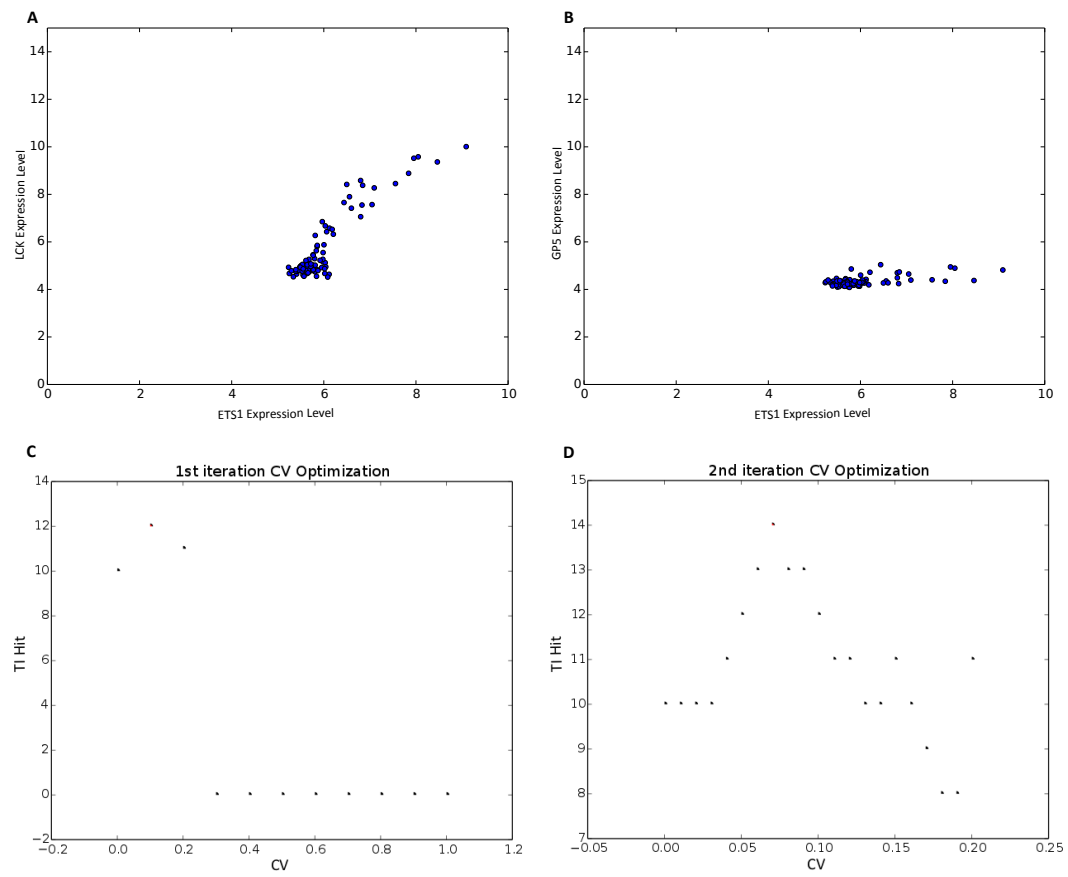 A
B
14
12
10
8
6
4
2
0
LCK Expression Level
0 2 4 6 8 10
ETS1 Expression Level
14
12
10
8
6
4
2
0
GP5 Expression Level
0 2 4 6 8 10
ETS1 Expression Level
C
D
1st iteration CV Optimization
14
12
10
8
6
4
2
0
−2
TI Hit
−0.2 0.0 0.2 0.4 0.6 0.8 1.0 1.2
CV
2nd iteration CV Optimization
15
14
13
12
11
10
9
8
7
TI Hit
−0.05 0.00 0.05 0.10 0.15 0.20 0.25
CV